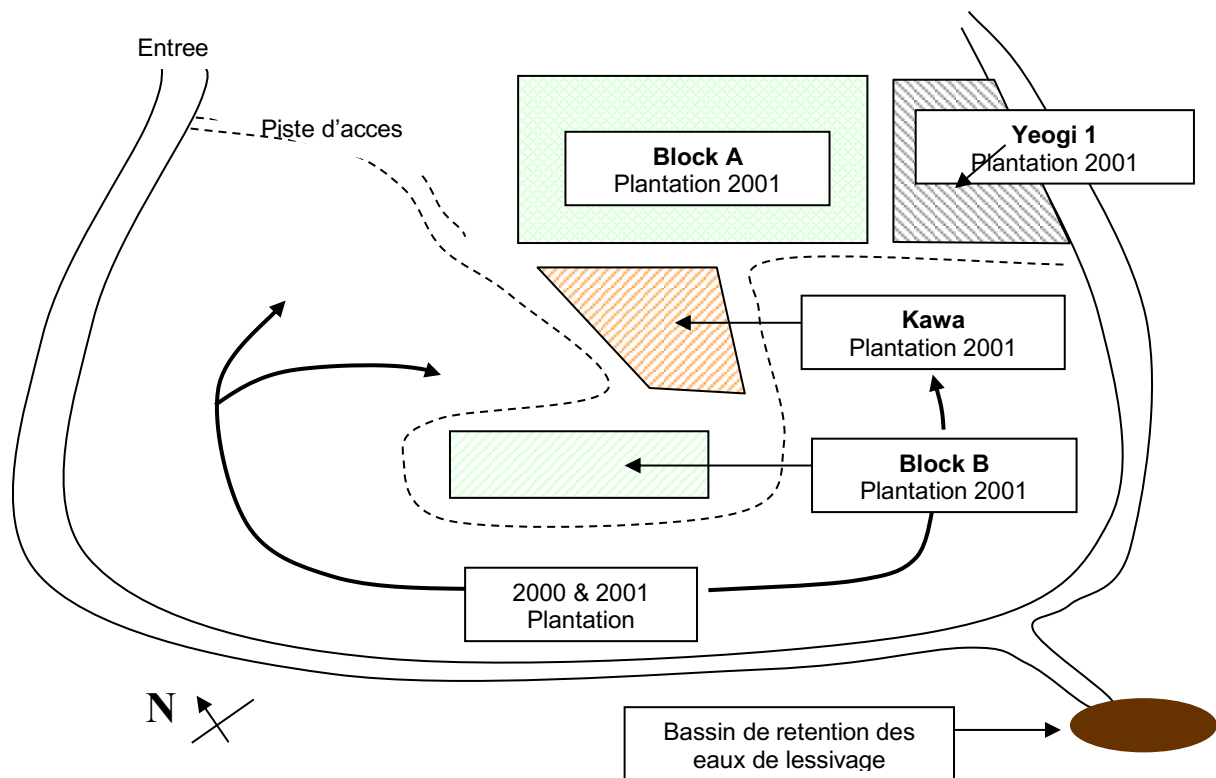 Entree
Piste d'acces
Block A
Plantation 2001
Yeogi 1
Plantation 2001
Kawa
Plantation 2001
Block B
Plantation 2001
2000 & 2001
Plantation
N
Bassin de retention des
eaux de lessivage